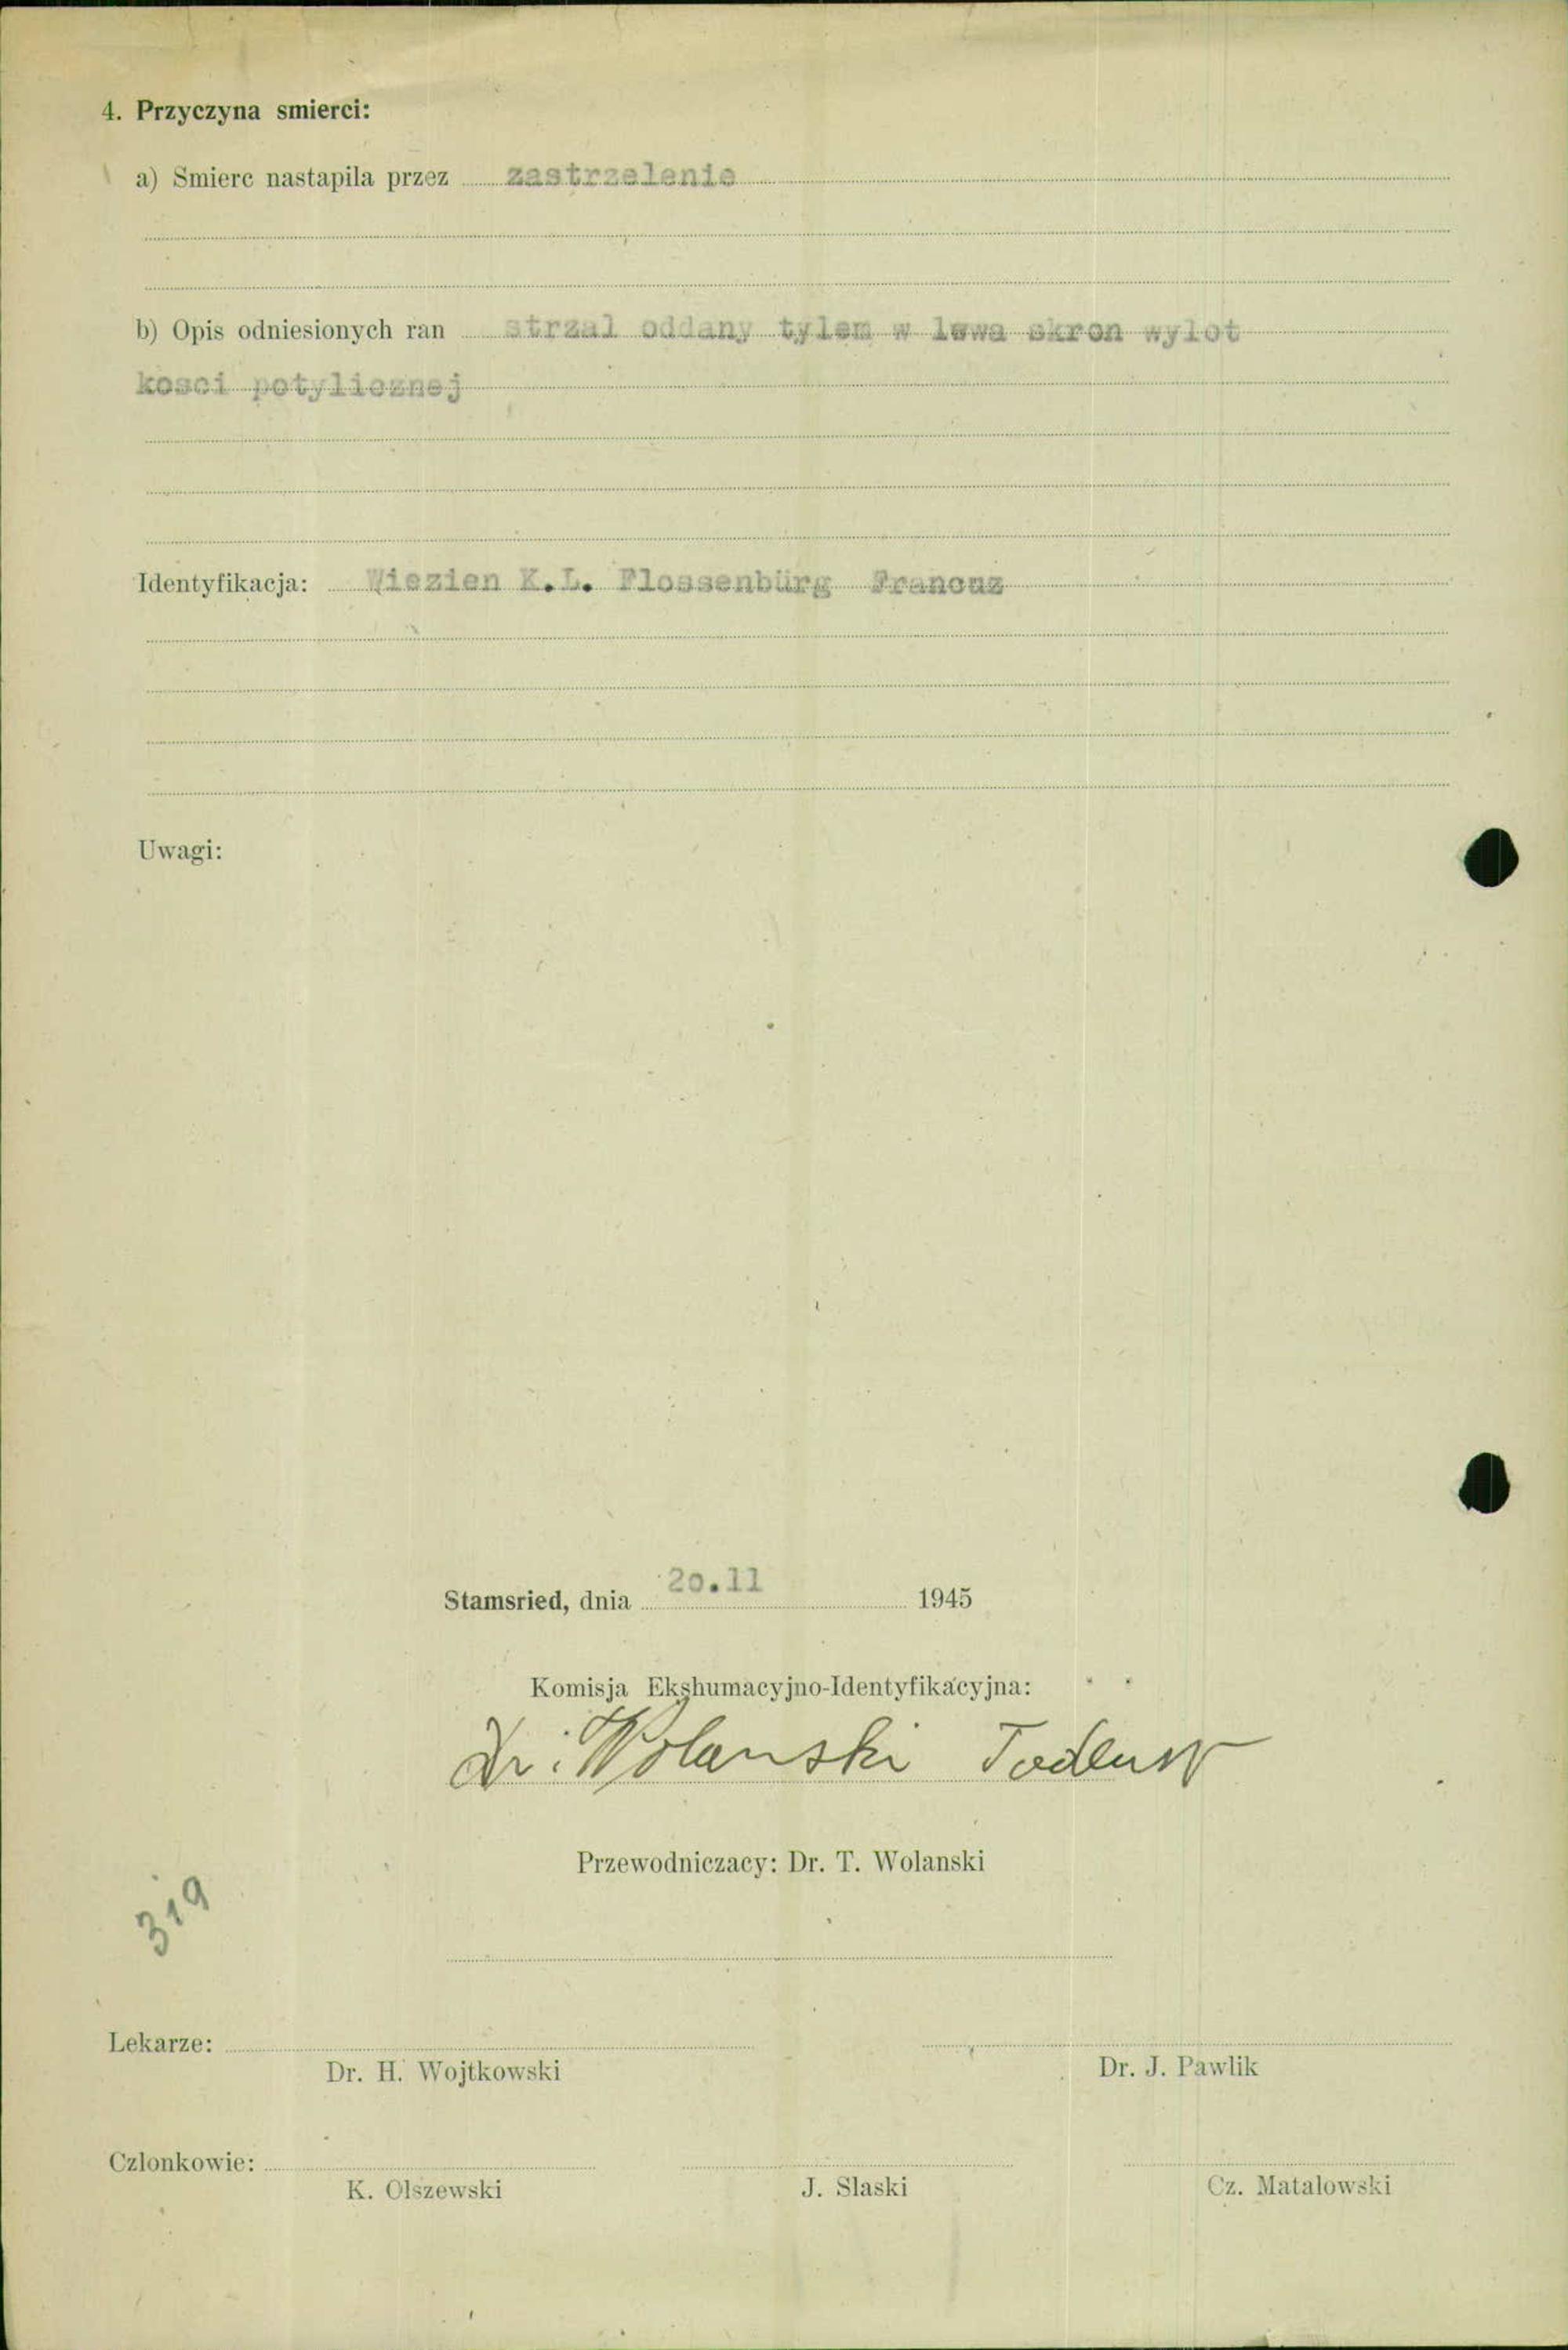 4. Przyczyna smierci:
a) Smierc nastapila przez zastrzelenie
b) Opis odniesionych ran strzal oddany tylem w lewa skron wylot
kosci potylicznej
Identyfikacja: Wiezien K.L. Flossenbürg Francuz
Uwagi:
Stamsried, dnia 20.11 1945
Komisja Ekshumacyjno-Identyfikacyjna:
Dr. Wolanski Tadeusz
Przewodniczacy: Dr. T. Wolanski
319
Lekarze:
Dr. H. Wojtkowski Dr. J. Pawlik
Czlonkowie:
K. Olszewski J. Slaski Cz. Matalowski